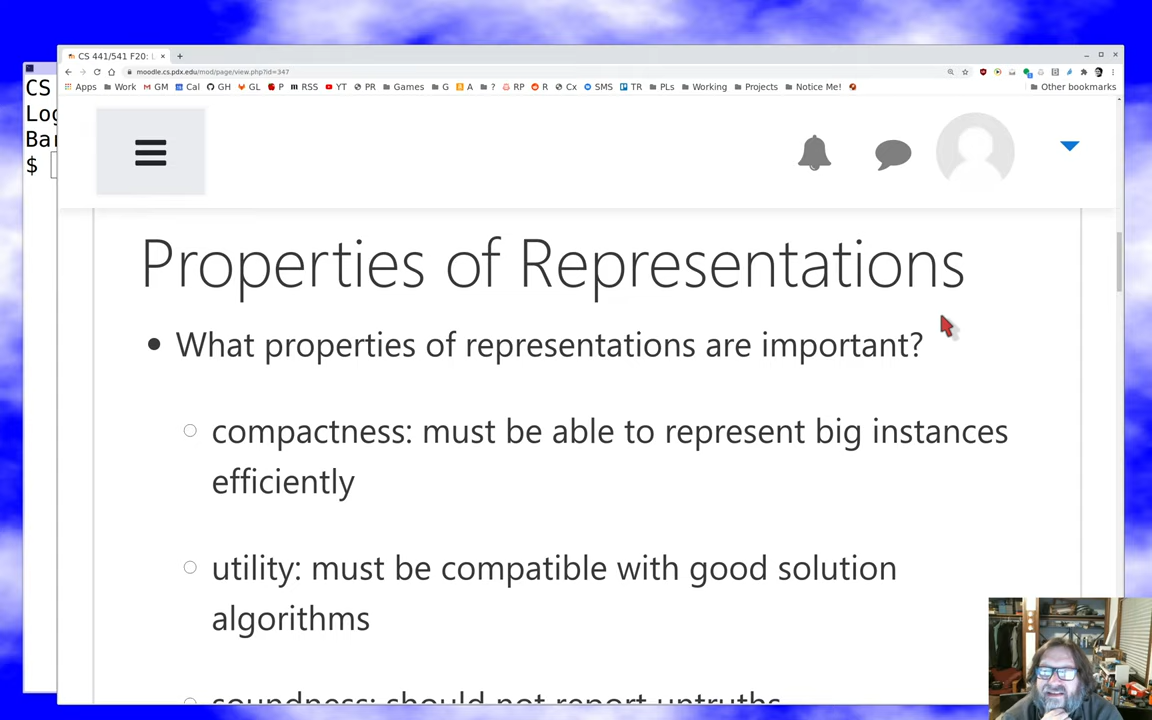 CS 441/541 F20: L
moodle.cs.pdx.edu/mod/page/view.php?id=347
Apps Work GM Cal GH GL P RSS YT PR Games G A ? RP R Cx SMS TR PLs Working Projects Notice Me! Other bookmarks
CS
Log
Bar
$
Properties of Representations
What properties of representations are important?
compactness: must be able to represent big instances
efficiently
utility: must be compatible with good solution
algorithms
soundness: should not report untruths